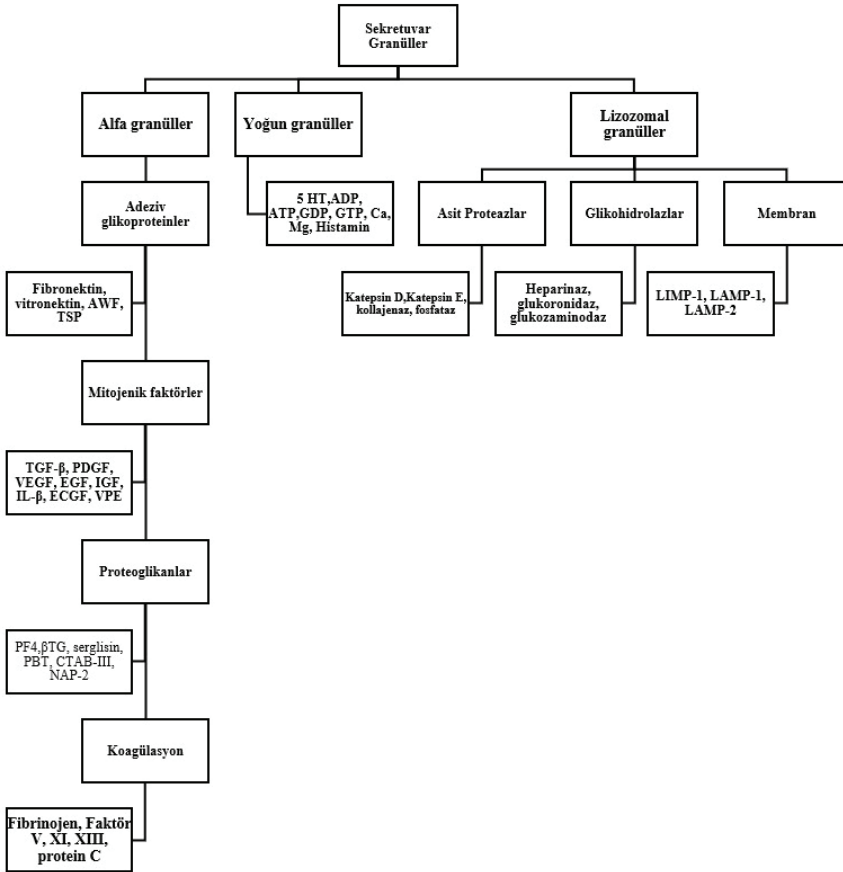 Sekretuvar
Granüller
Alfa granüller
Yoğun granüller
Lizozomal
granüller
Adeziv
glikoproteinler
5 HT,ADP,
ATP,GDP, GTP, Ca,
Mg, Histamin
Asit Proteazlar
Glikohidrolazlar
Membran
Fibronektin,
vitronektin, AWF,
TSP
Katepsin D,Katepsin E,
kollajenaz, fosfataz
Heparinaz,
glukoronidaz,
glukozaminodaz
LIMP-1, LAMP-1,
LAMP-2
Mitojenik faktörler
TGF-β, PDGF,
VEGF, EGF, IGF,
IL-β, ECGF, VPE
Proteoglikanlar
PF4,βTG, serglisin,
PBT, CTAB-III,
NAP-2
Koagülasyon
Fibrinojen, Faktör
V, XI, XIII,
protein C